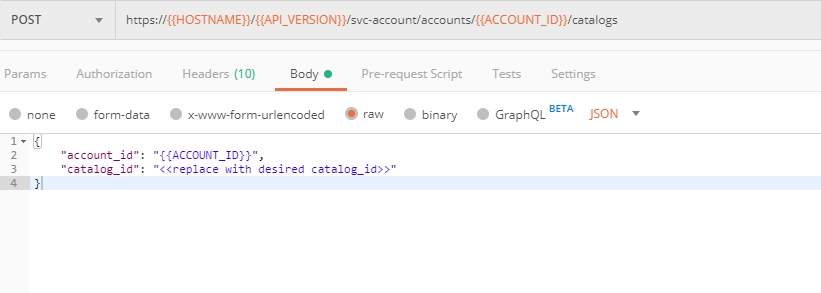 POST https://{{HOSTNAME}}/{{API_VERSION}}/svc-account/accounts/{{ACCOUNT_ID}}/catalogs
Params Authorization Headers (10) Body Pre-request Script Tests Settings
none form-data x-www-form-urlencoded raw binary GraphQL BETA JSON
1 {
2 "account_id": "{{ACCOUNT_ID}}",
3 "catalog_id": "<<replace with desired catalog_id>>"
4 }